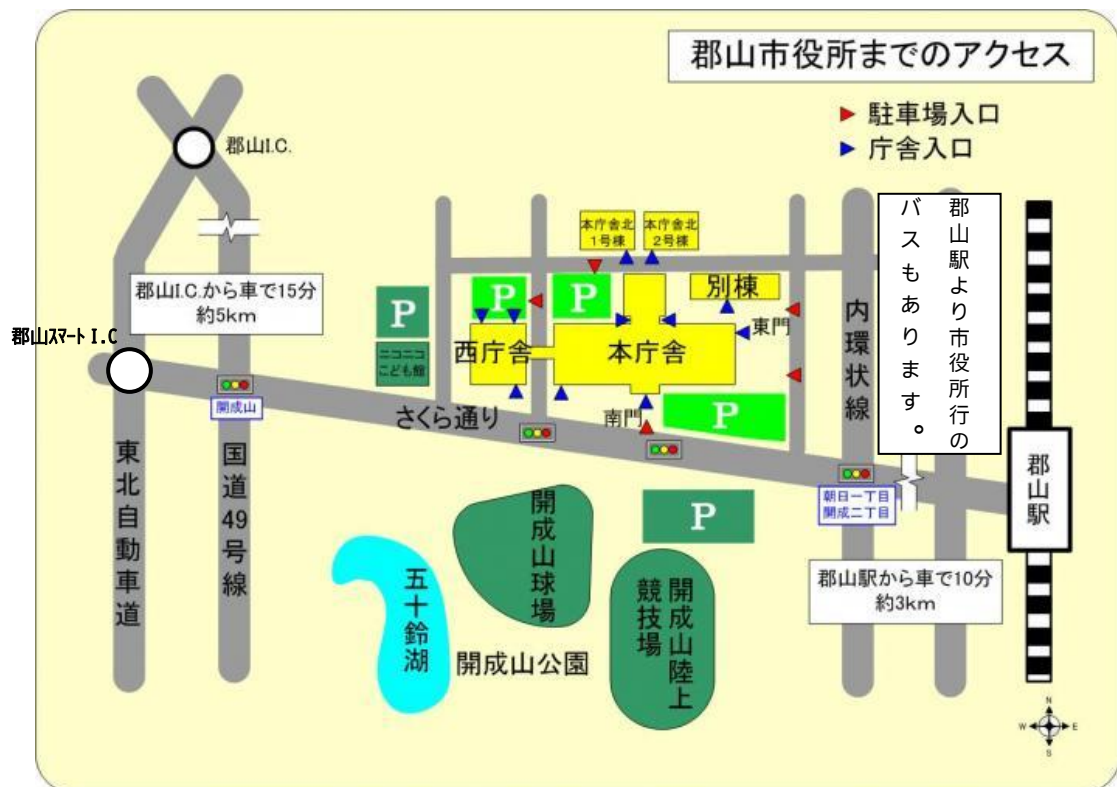 郡山市役所までのアクセス
駐車場入口
庁舎入口
郡山I.C.
郡山駅より市役所行の
バスもあります。
本庁舎北
1号棟
本庁舎北
2号棟
郡山I.C.から車で15分
約5km
P
P
P
別棟
東門
内環状線
郡山スマートI.C
ニコニコ
こども館
西庁舎
本庁舎
開成山
さくら通り
南門
P
東北自動車道
国道49号線
朝日一丁目
開成二丁目
郡山駅
P
開成山球場
五十鈴湖
開成山陸上
競技場
開成山公園
郡山駅から車で10分
約3km
N
W
E
S